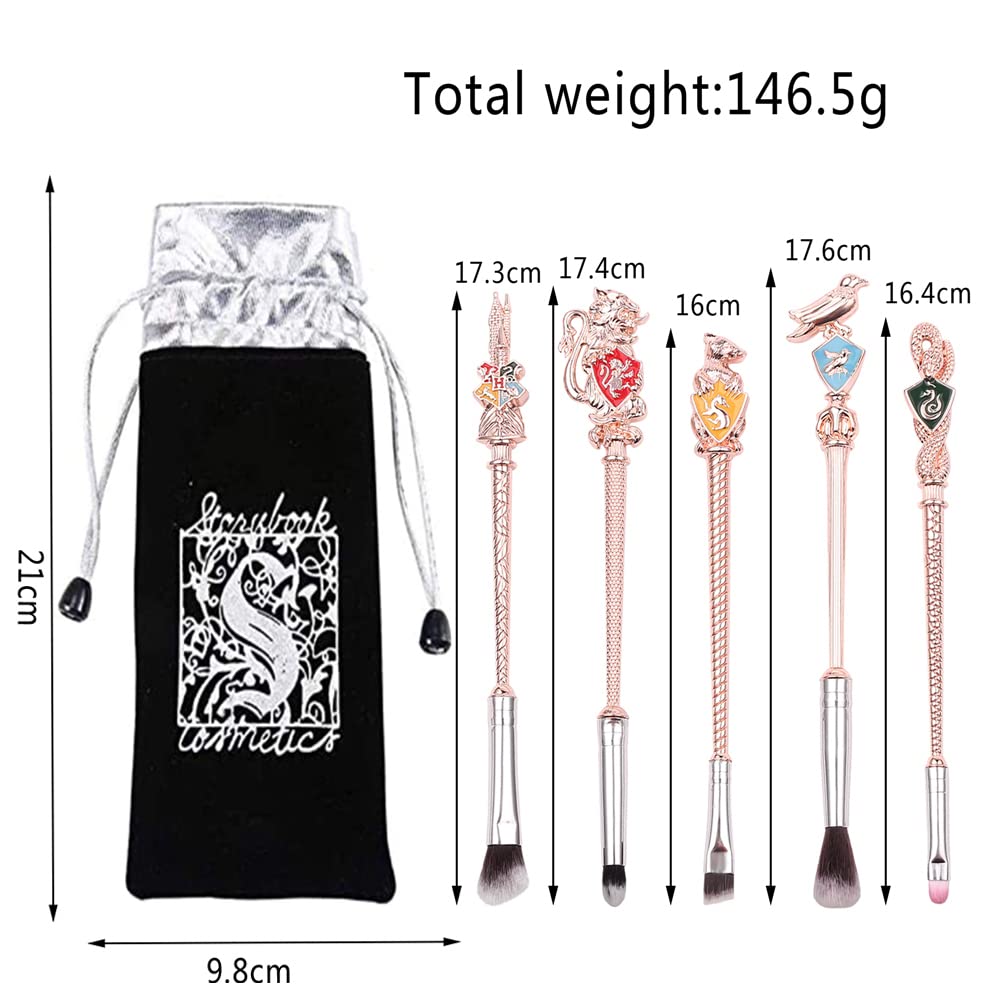 Total weight:146.5g
17.3cm
17.4cm
16cm
17.6cm
16.4cm
21cm
Storybook
S
cosmetics
H
9.8cm